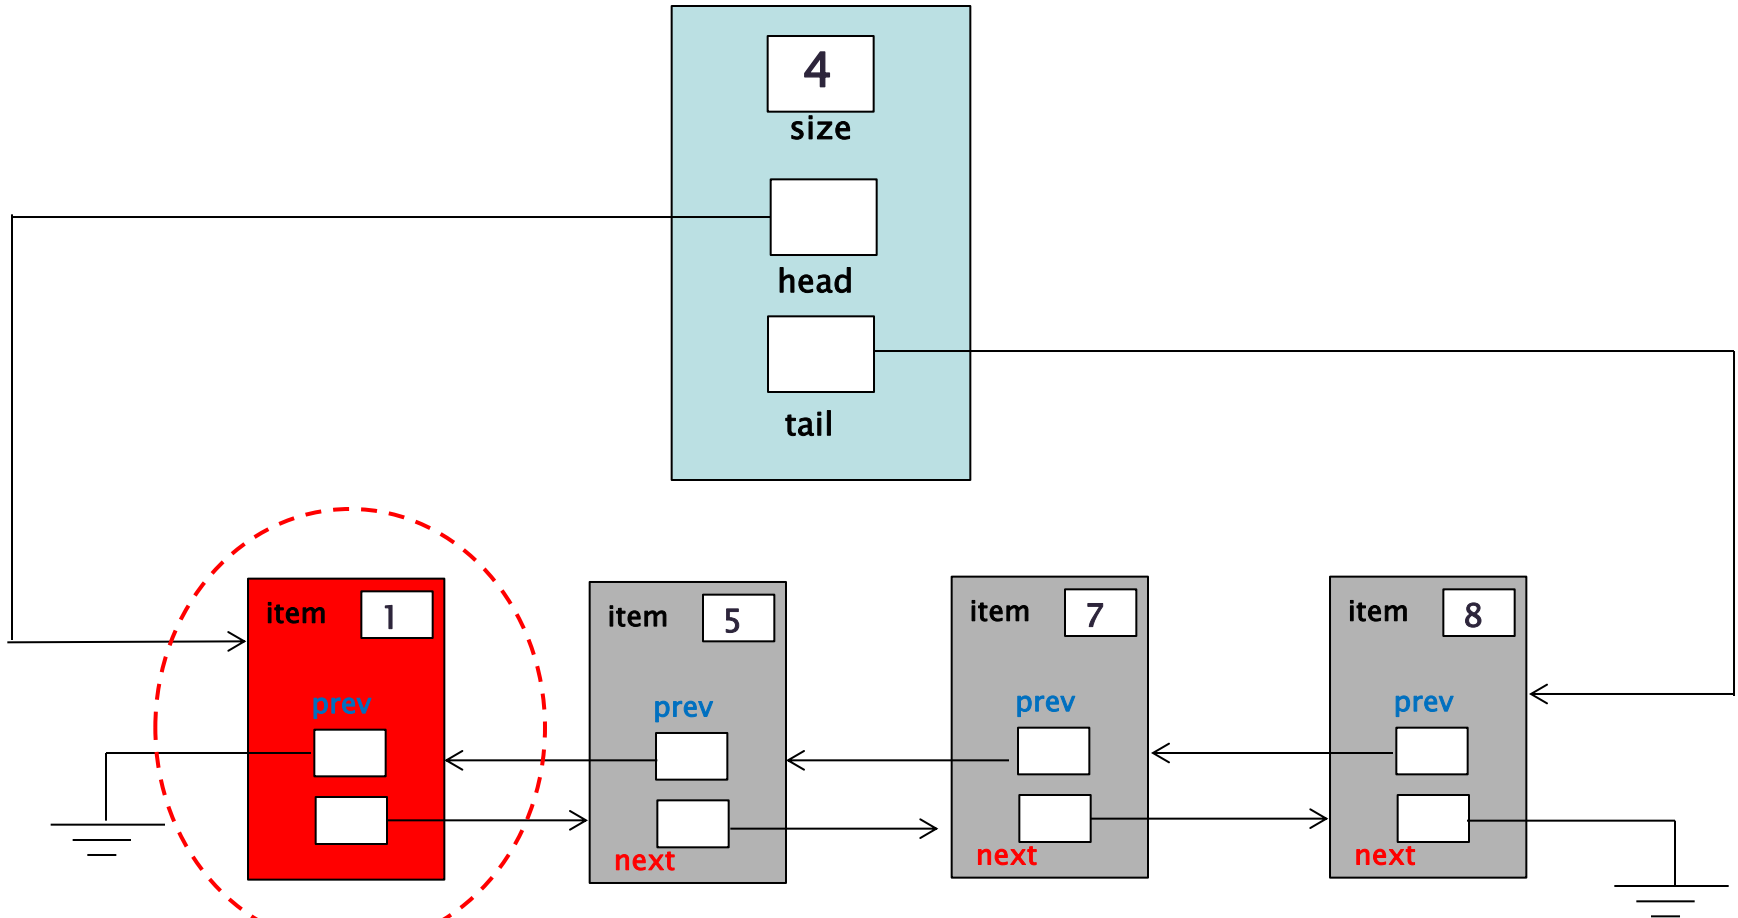 4
size
head
tail
item 1
prev
item 5
prev
next
item 7
prev
next
item 8
prev
next